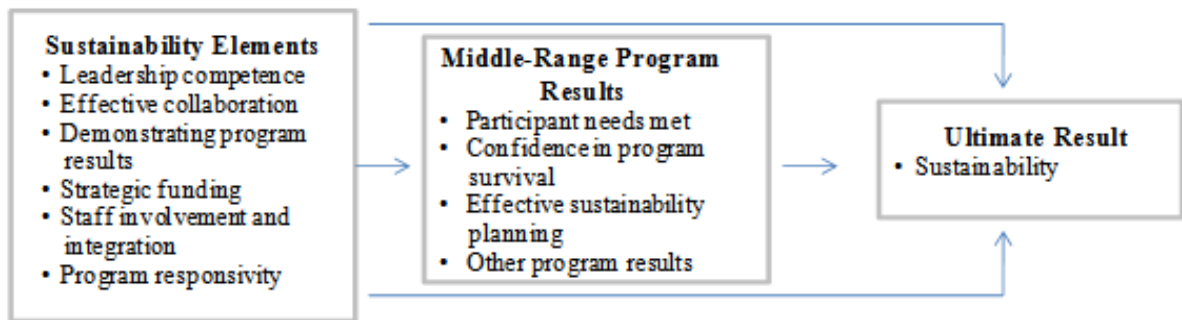 Sustainability Elements
• Leadership competence
• Effective collaboration
• Demonstrating program
results
• Strategic funding
• Staff involvement and
integration
• Program responsivity
Middle-Range Program
Results
• Participant needs met
• Confidence in program
survival
• Effective sustainability
planning
• Other program results
Ultimate Result
• Sustainability